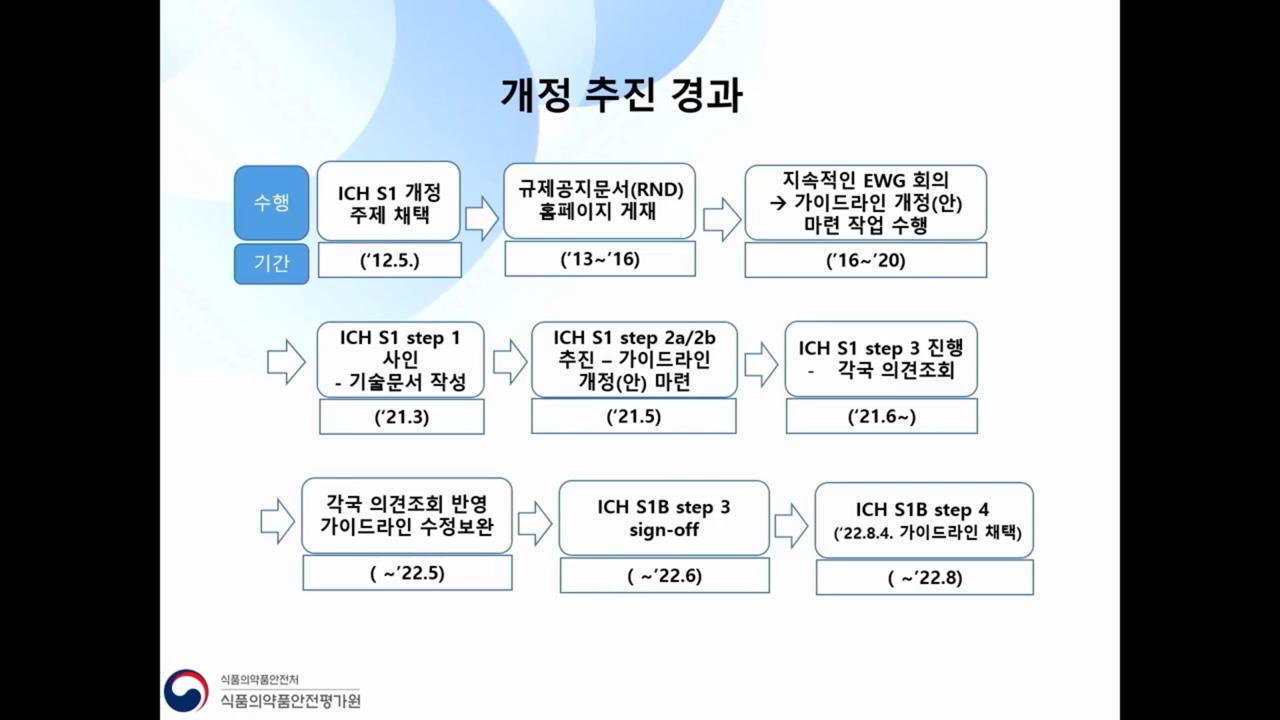 개정 추진 경과
수행
ICH S1 개정
주제 채택
규제공지문서(RND)
홈페이지 게재
지속적인 EWG 회의
→ 가이드라인 개정(안)
마련 작업 수행
기간
(‘12.5.)
(‘13~‘16)
(‘16~‘20)
ICH S1 step 1
사인
- 기술문서 작성
ICH S1 step 2a/2b
추진 – 가이드라인
개정(안) 마련
ICH S1 step 3 진행
- 각국 의견조회
(‘21.3)
(‘21.5)
(‘21.6~)
각국 의견조회 반영
가이드라인 수정보완
ICH S1B step 3
sign-off
ICH S1B step 4
(‘22.8.4. 가이드라인 채택)
( ~‘22.5)
( ~‘22.6)
( ~‘22.8)
식품의약품안전처
식품의약품안전평가원